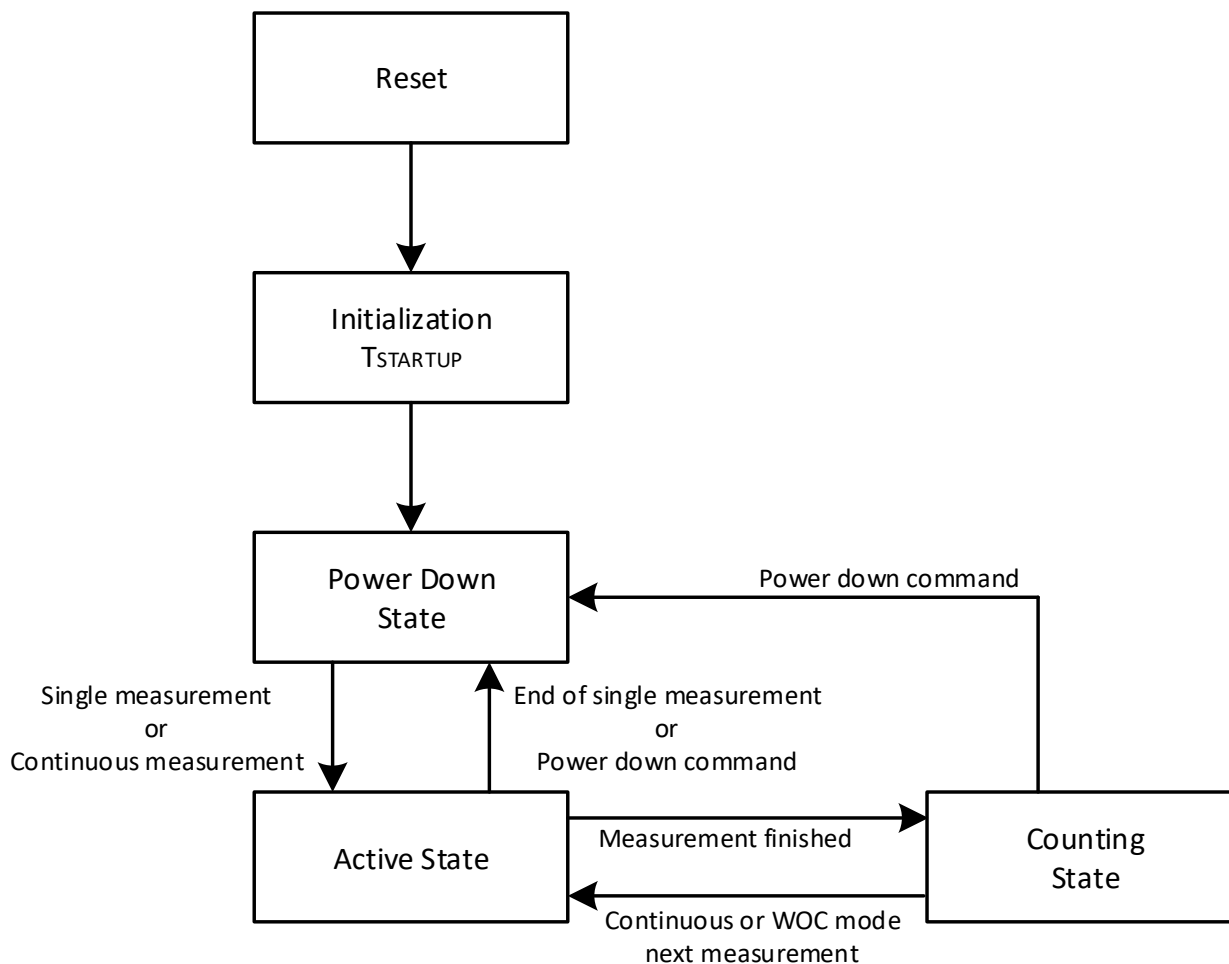 Reset
Initialization
TSTARTUP
Power Down
State
Power down command
Single measurement
or
Continuous measurement
End of single measurement
or
Power down command
Active State
Measurement finished
Continuous or WOC mode
next measurement
Counting
State